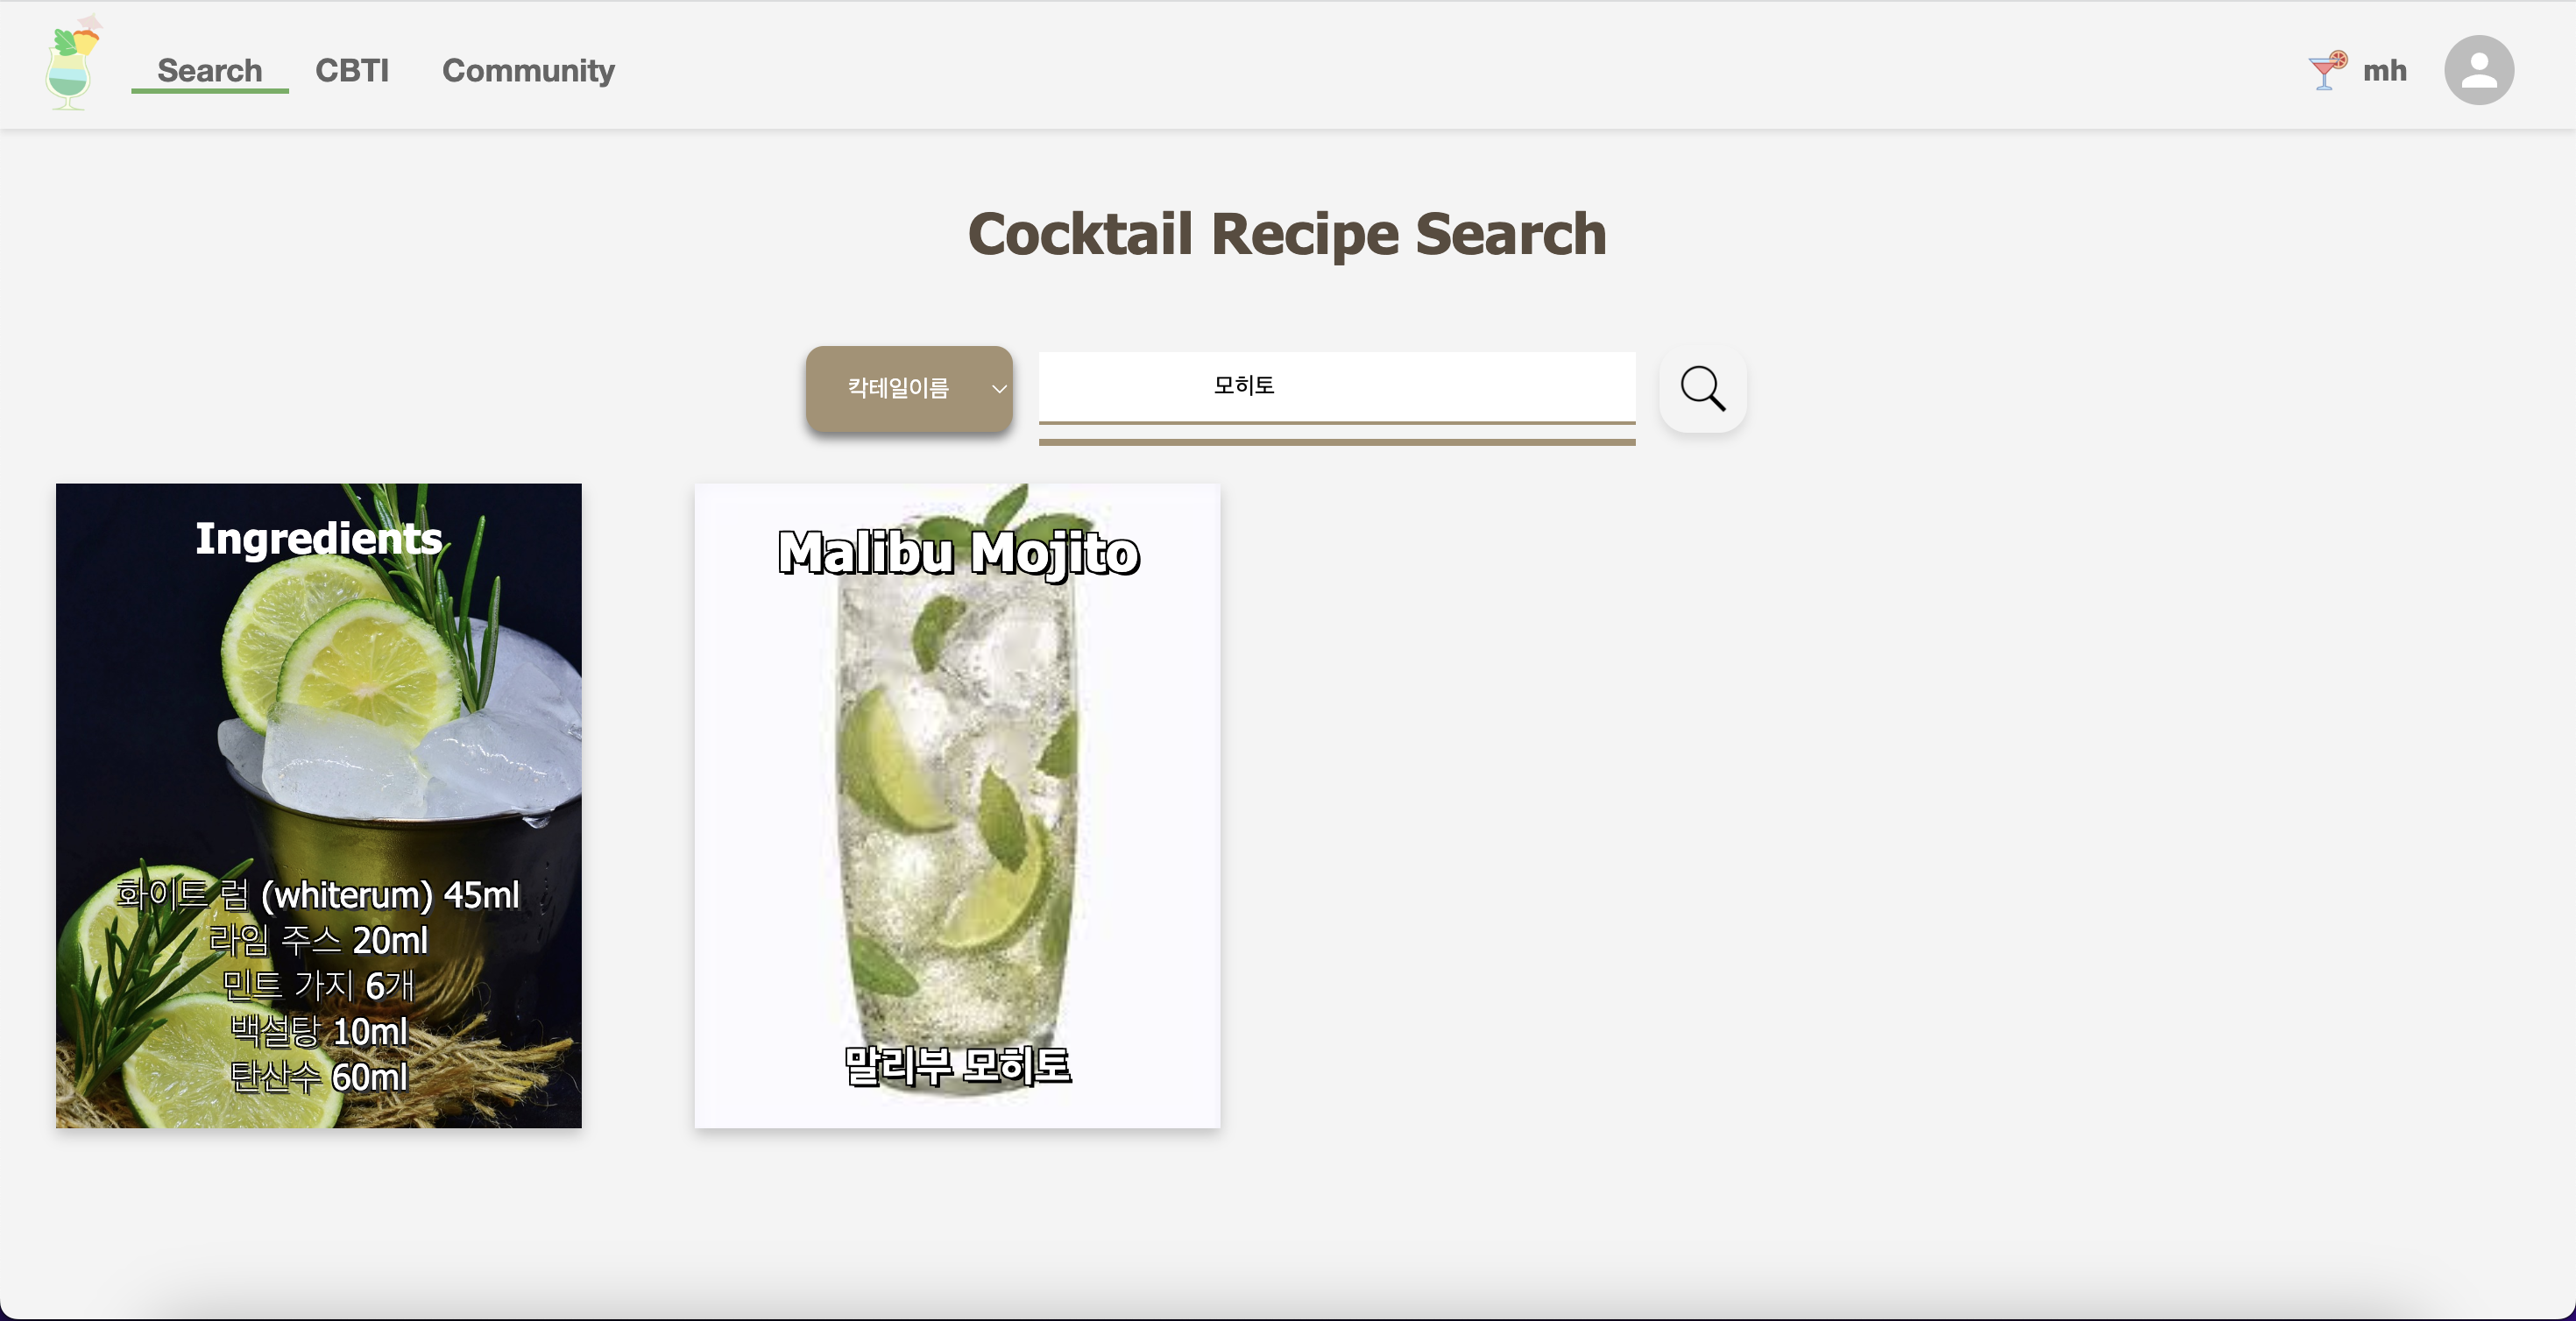 Search
CBTI
Community
mh
Cocktail Recipe Search
칵테일이름
모히토
Ingredients
화이트 럼 (whiterum) 45ml
라임 주스 20ml
민트 가지 6개
백설탕 10ml
탄산수 60ml
Malibu Mojito
말리부 모히토